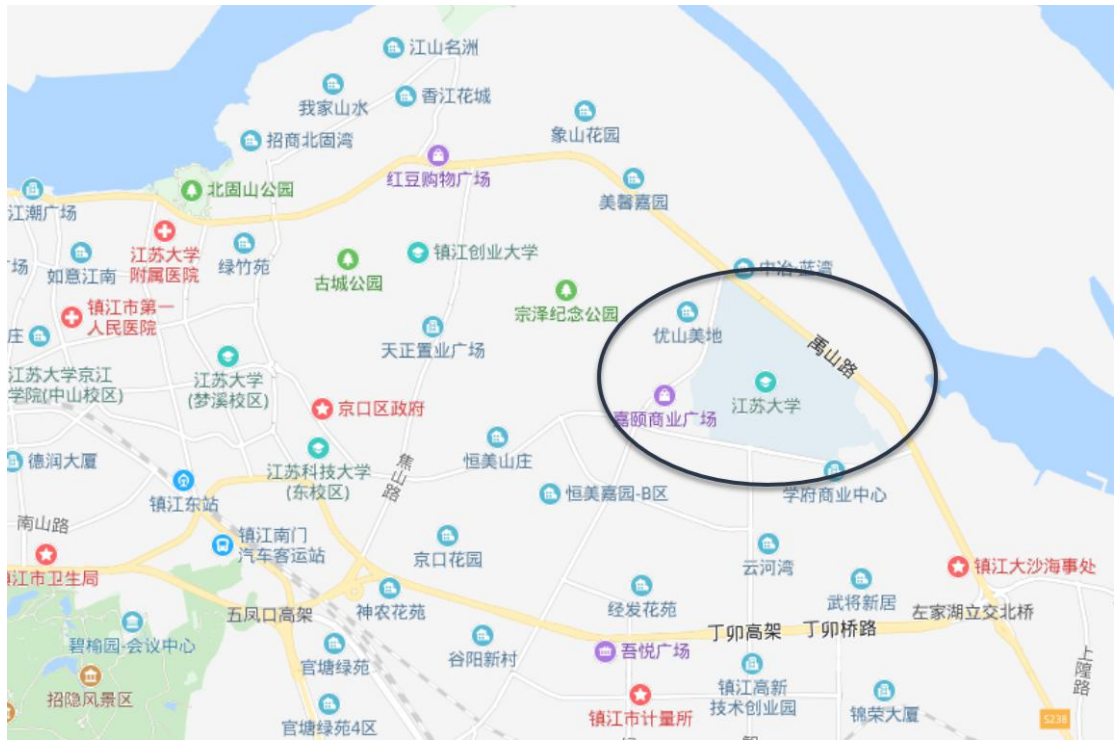 江山名洲
我家山水
香江花城
招商北固湾
象山花园
红豆购物广场
北固山公园
美馨嘉园
江潮广场
江苏大学
附属医院
绿竹苑
镇江创业大学
如意江南
古城公园
中冶·蓝湾
镇江市第一
人民医院
宗泽纪念公园
优山美地
天正置业广场
禹山路
庄
江苏大学京江
学院(中山校区)
江苏大学
(梦溪校区)
京口区政府
嘉颐商业广场
江苏大学
德润大厦
江苏科技大学
(东校区)
焦山路
恒美山庄
恒美嘉园-B区
学府商业中心
镇江东站
南山路
镇江南门
汽车客运站
京口花园
云河湾
镇江大沙海事处
镇江市卫生局
五凤口高架
神农花苑
经发花苑
武将新居
左家湖立交北桥
碧榆园-会议中心
官塘绿苑
谷阳新村
吾悦广场
丁卯高架
丁卯桥路
上隍路
招隐风景区
镇江市计量所
镇江高新
技术创业园
锦荣大厦
官塘绿苑4区
S238